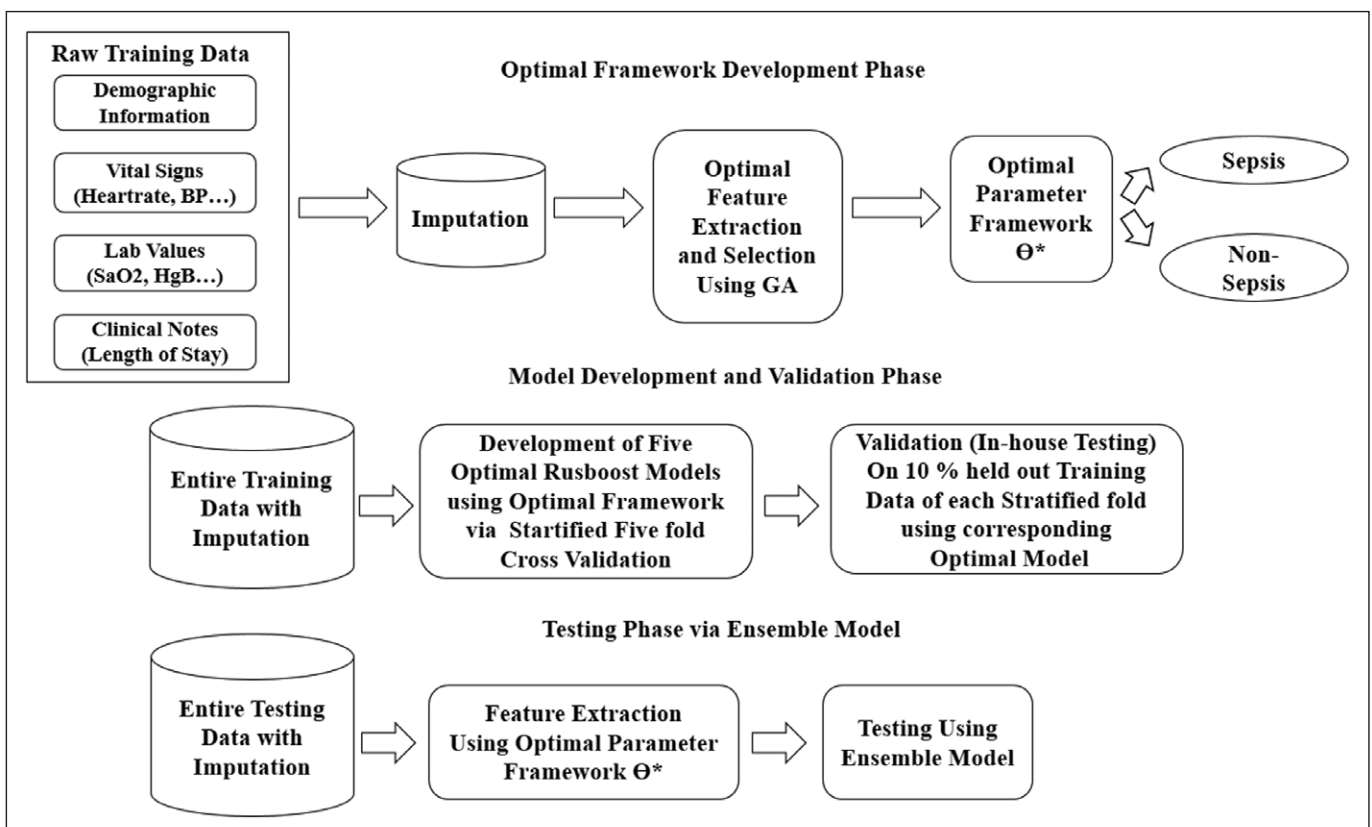 Raw Training Data
Demographic
Information
Vital Signs
(Heartrate, BP…)
Lab Values
(SaO2, HgB…)
Clinical Notes
(Length of Stay)
Optimal Framework Development Phase
Imputation
Optimal
Feature
Extraction
and Selection
Using GA
Optimal
Parameter
Framework
Ɵ*
Sepsis
Non-
Sepsis
Model Development and Validation Phase
Entire Training
Data with
Imputation
Development of Five
Optimal Rusboost Models
using Optimal Framework
via Startified Five fold
Cross Validation
Validation (In-house Testing)
On 10 % held out Training
Data of each Stratified fold
using corresponding
Optimal Model
Testing Phase via Ensemble Model
Entire Testing
Data with
Imputation
Feature Extraction
Using Optimal Parameter
Framework Ɵ*
Testing Using
Ensemble Model